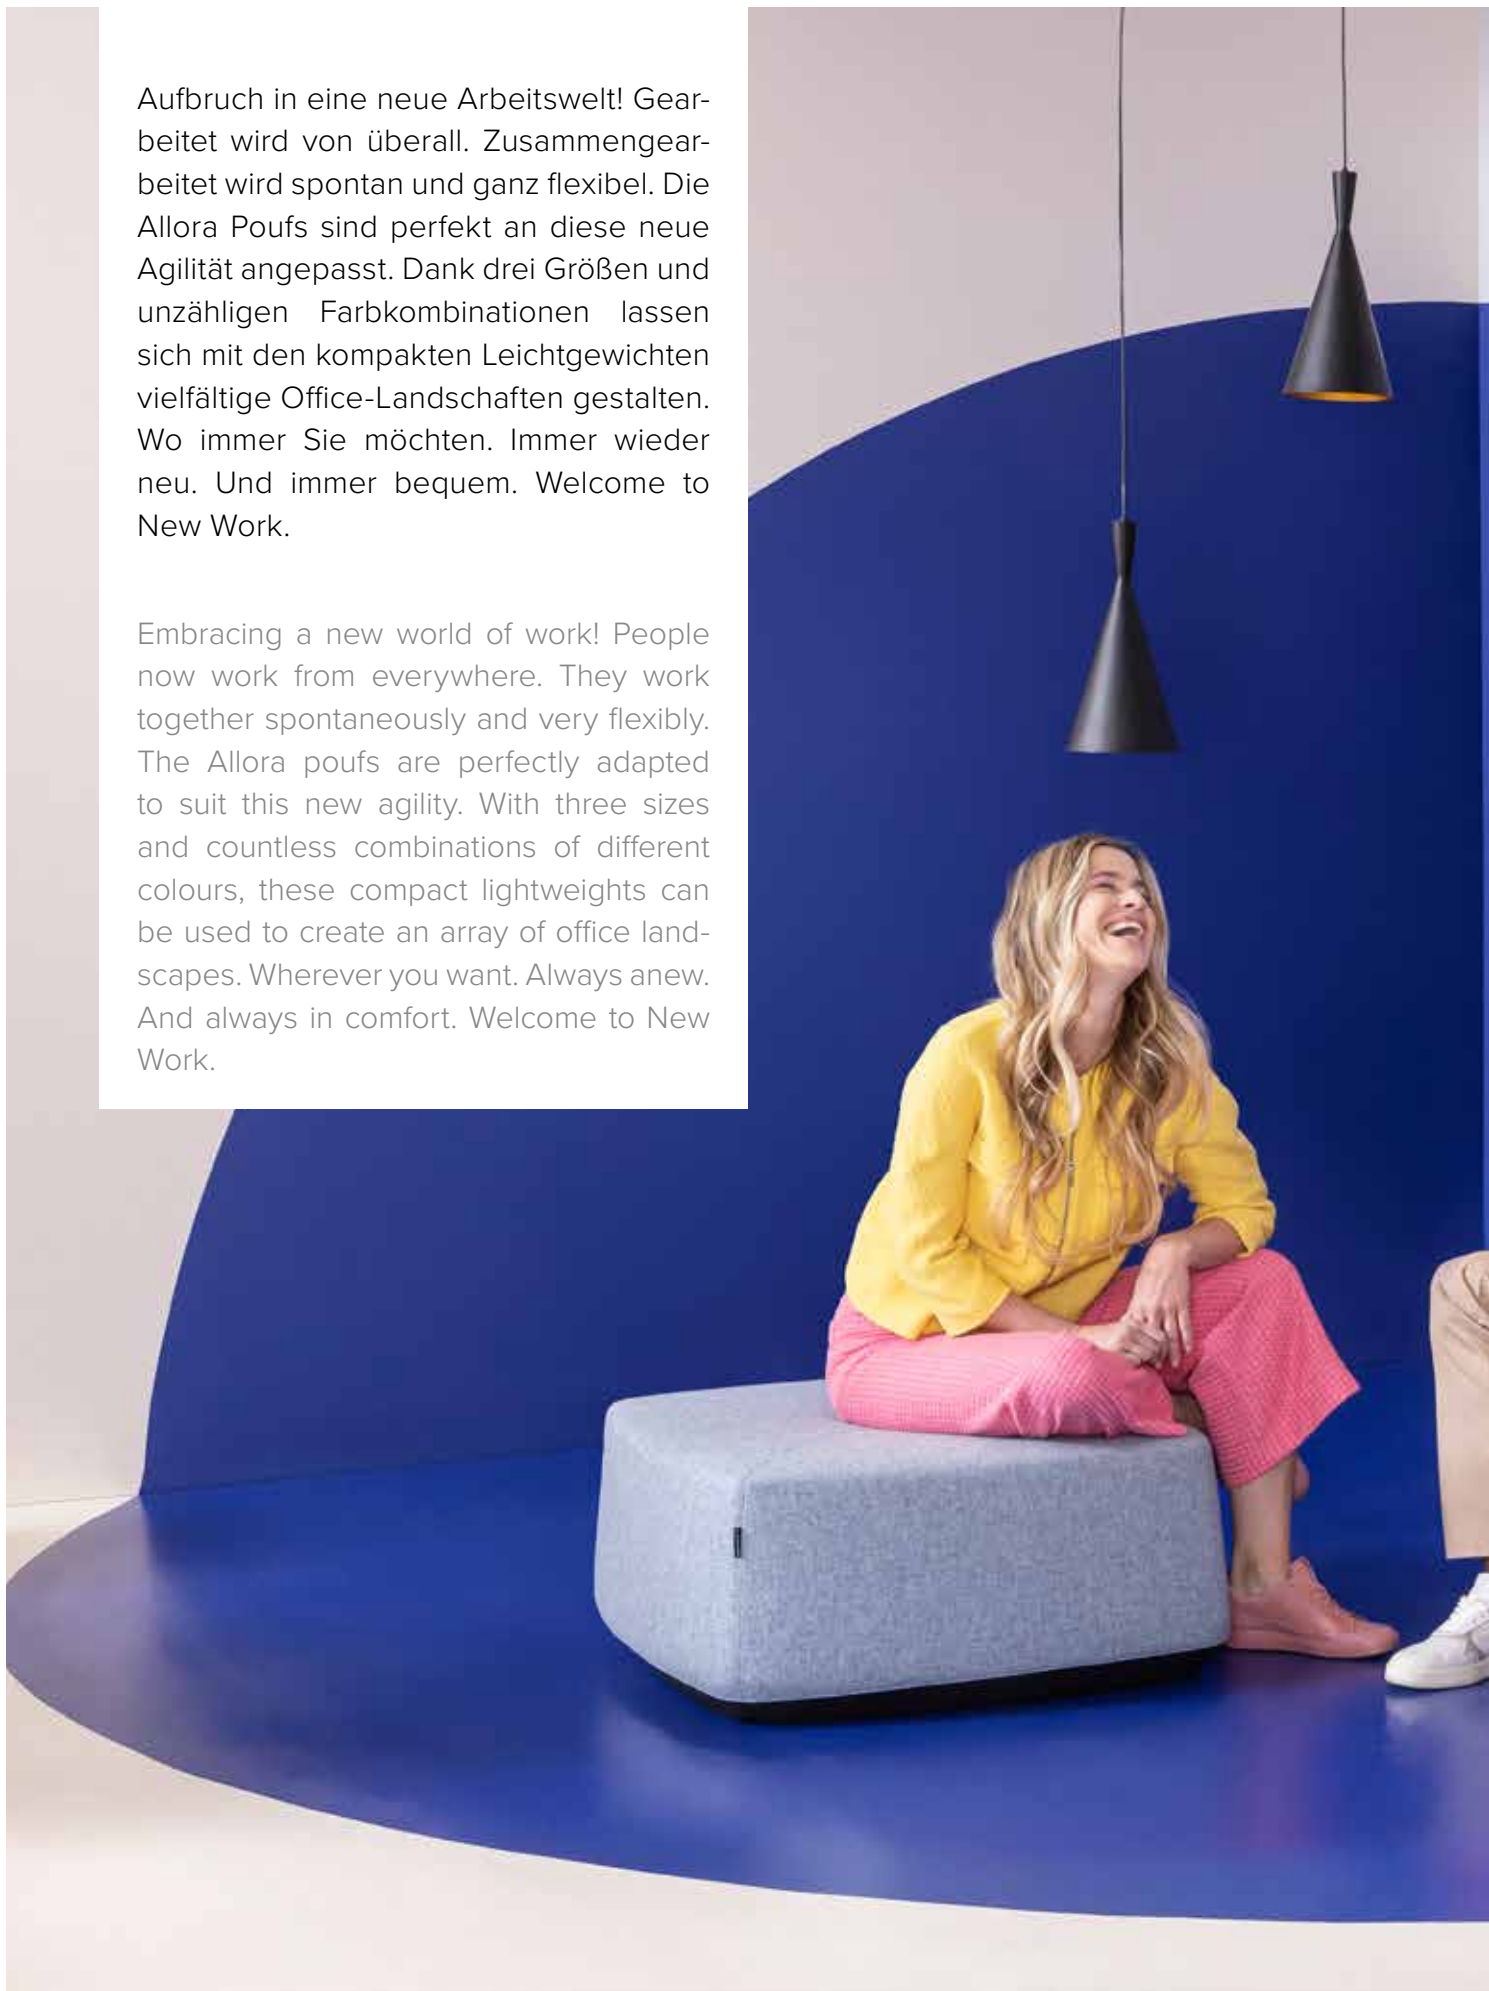 Aufbruch in eine neue Arbeitswelt! Gear-
beitet wird von überall. Zusammengear-
beitet wird spontan und ganz flexibel. Die
Allora Poufs sind perfekt an diese neue
Agilität angepasst. Dank drei Größen und
unzähligen Farbkombinationen lassen
sich mit den kompakten Leichtgewichten
vielfältige Office-Landschaften gestalten.
Wo immer Sie möchten. Immer wieder
neu. Und immer bequem. Welcome to
New Work.
Embracing a new world of work! People
now work from everywhere. They work
together spontaneously and very flexibly.
The Allora poufs are perfectly adapted
to suit this new agility. With three sizes
and countless combinations of different
colours, these compact lightweights can
be used to create an array of office land-
scapes. Wherever you want. Always anew.
And always in comfort. Welcome to New
Work.